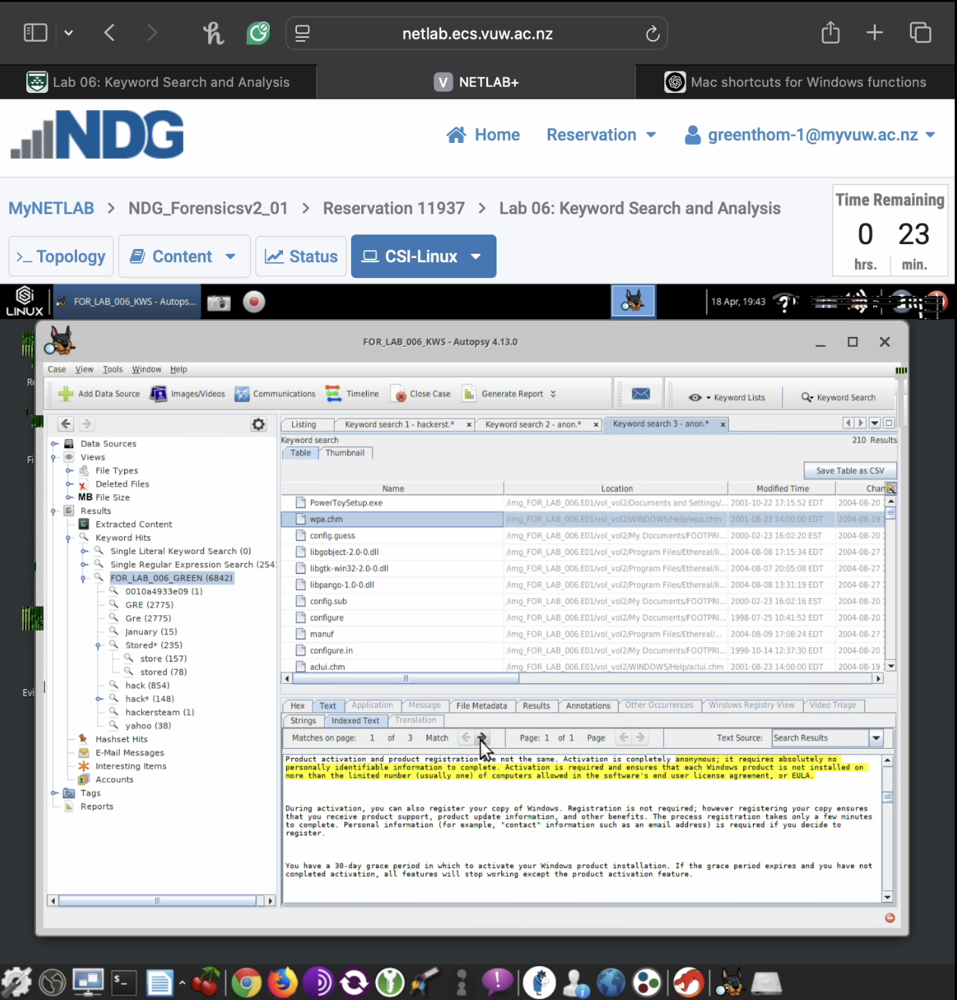 netlab.ecs.vuw.ac.nz
Lab 06: Keyword Search and Analysis
V NETLAB+
Mac shortcuts for Windows functions
NDG
Home
Reservation
greenthom-1@myvuw.ac.nz
MyNETLAB > NDG_Forensicsv2_01 > Reservation 11937 > Lab 06: Keyword Search and Analysis
Time Remaining
0 23
hrs. min.
>_ Topology
Content
Status
CSI-Linux
LINUX
FOR_LAB_006_KWS - Autops...
18 Apr, 19:43
FOR_LAB_006_KWS - Autopsy 4.13.0
Case View Tools Window Help
Add Data Source
Images/Videos
Communications
Timeline
Close Case
Generate Report
Keyword Lists
Keyword Search
Data Sources
Views
File Types
Deleted Files
MB File Size
Results
Extracted Content
Keyword Hits
Single Literal Keyword Search (0)
Single Regular Expression Search (254
FOR_LAB_006_GREEN (6842)
0010a4933e09 (1)
GRE (2775)
Gre (2775)
January (15)
Stored* (235)
store (157)
stored (78)
hack (854)
hack* (148)
hackersteam (1)
yahoo (38)
Hashset Hits
E-Mail Messages
Interesting Items
Accounts
Tags
Reports
Evi
Listing
Keyword search 1 - hackerst.* x
Keyword search 2 - anon.* x
Keyword search 3 - anon.* x
Keyword search
210 Results
Table
Thumbnail
Save Table as CSV
Name Location Modified Time Chan
PowerToySetup.exe /img_FOR_LAB_006.E01/vol_vol2/Documents and Settings/... 2001-10-22 17:15:52 EDT 2004-08-20
wpa.chm /img_FOR_LAB_006.E01/vol_vol2/WINDOWS/Help/wpa.chm 2001-08-23 14:00:00 EDT 2004-08-19
config.guess /img_FOR_LAB_006.E01/vol_vol2/My Documents/FOOTPRI... 2000-02-23 16:02:20 EST 2004-08-20
libgobject-2.0-0.dll /img_FOR_LAB_006.E01/vol_vol2/Program Files/Ethereal/li... 2004-08-08 17:15:34 EDT 2004-08-27
libgtk-win32-2.0-0.dll /img_FOR_LAB_006.E01/vol_vol2/Program Files/Ethereal/li... 2004-08-07 20:05:08 EDT 2004-08-27
libpango-1.0-0.dll /img_FOR_LAB_006.E01/vol_vol2/Program Files/Ethereal/li... 2004-08-08 13:31:19 EDT 2004-08-27
config.sub /img_FOR_LAB_006.E01/vol_vol2/My Documents/FOOTPRI... 2000-02-23 16:02:16 EST 2004-08-20
configure /img_FOR_LAB_006.E01/vol_vol2/My Documents/FOOTPRI... 1998-07-25 10:41:52 EDT 2004-08-20
manuf /img_FOR_LAB_006.E01/vol_vol2/Program Files/Ethereal/... 2004-08-09 17:08:24 EDT 2004-08-27
configure.in /img_FOR_LAB_006.E01/vol_vol2/My Documents/FOOTPRI... 1998-10-14 12:37:30 EDT 2004-08-20
aclui.chm /img_FOR_LAB_006.E01/vol_vol2/WINDOWS/Help/aclui.chm 2001-08-23 14:00:00 EDT 2004-08-19
Hex Text Application Message File Metadata Results Annotations Other Occurrences Windows Registry View Video Triage
Strings Indexed Text Translation
Matches on page: 1 of 3 Match Page: 1 of 1 Page Text Source: Search Results
Product activation and product registration are not the same. Activation is completely anonymous; it requires absolutely no
personally identifiable information to complete. Activation is required and ensures that each Windows product is not installed on
more than the limited number (usually one) of computers allowed in the software's end user license agreement, or EULA.
During activation, you can also register your copy of Windows. Registration is not required; however registering your copy ensures
that you receive product support, product update information, and other benefits. The process registration takes only a few minutes
to complete. Personal information (for example, "contact" information such as an email address) is required if you decide to
register.
You have a 30-day grace period in which to activate your Windows product installation. If the grace period expires and you have not
completed activation, all features will stop working except the product activation feature.